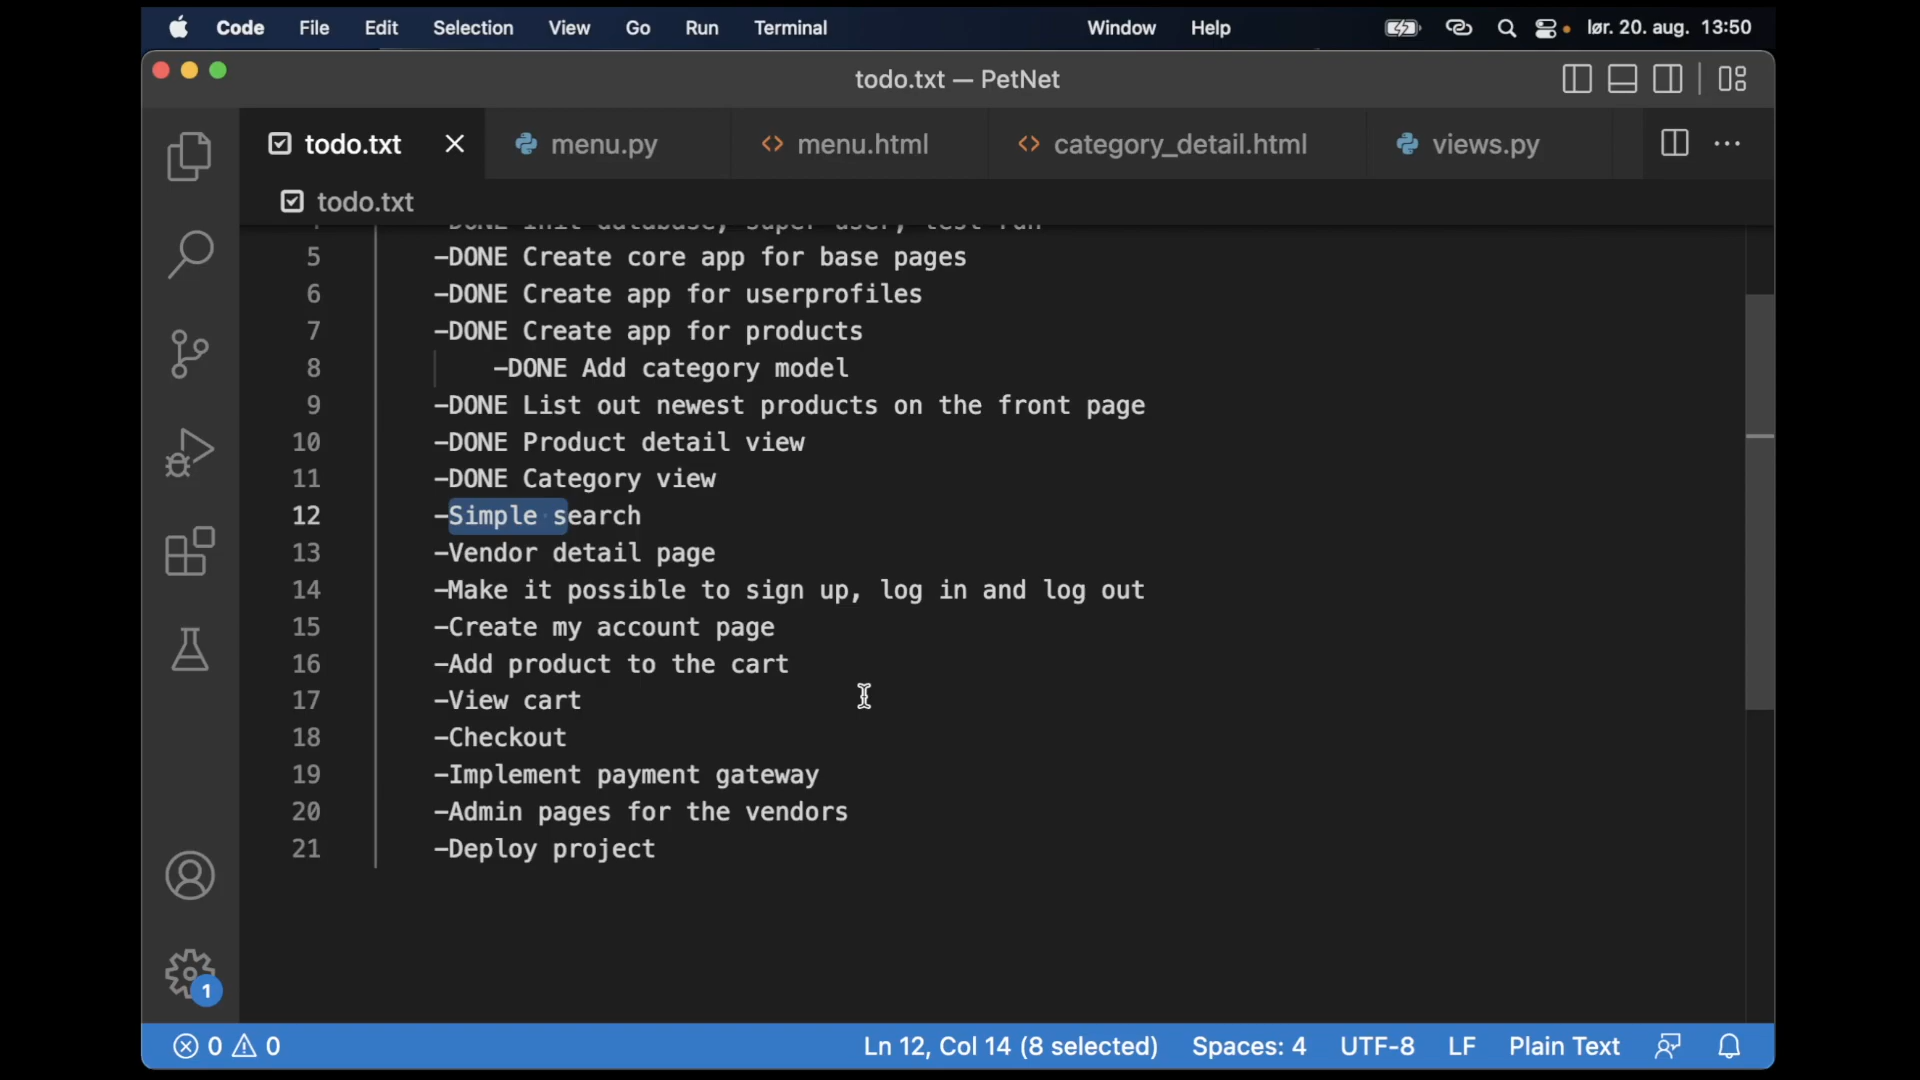 Code File Edit Selection View Go Run Terminal Window Help lør. 20. aug. 13:50
todo.txt — PetNet
todo.txt menu.py menu.html category_detail.html views.py
todo.txt
-DONE Init database, super user, test run
5 -DONE Create core app for base pages
6 -DONE Create app for userprofiles
7 -DONE Create app for products
8 -DONE Add category model
9 -DONE List out newest products on the front page
10 -DONE Product detail view
11 -DONE Category view
12 -Simple search
13 -Vendor detail page
14 -Make it possible to sign up, log in and log out
15 -Create my account page
16 -Add product to the cart
17 -View cart
18 -Checkout
19 -Implement payment gateway
20 -Admin pages for the vendors
21 -Deploy project
1
0 0 Ln 12, Col 14 (8 selected) Spaces: 4 UTF-8 LF Plain Text